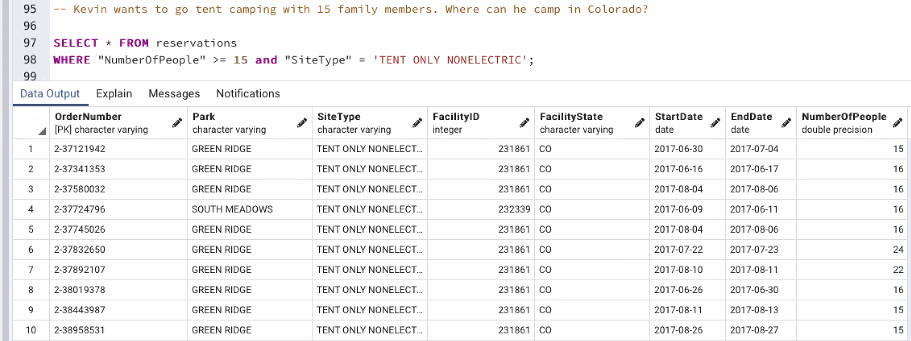 95 -- Kevin wants to go tent camping with 15 family members. Where can he camp in Colorado?
96
97 SELECT * FROM reservations
98 WHERE "NumberOfPeople" >= 15 and "SiteType" = 'TENT ONLY NONELECTRIC';
99
Data Output Explain Messages Notifications
OrderNumber Park SiteType FacilityID FacilityState StartDate EndDate NumberOfPeople
[PK] character varying character varying character varying integer character varying date date double precision
1 2-37121942 GREEN RIDGE TENT ONLY NONELECT... 231861 CO 2017-06-30 2017-07-04 15
2 2-37341353 GREEN RIDGE TENT ONLY NONELECT... 231861 CO 2017-06-16 2017-06-17 16
3 2-37580032 GREEN RIDGE TENT ONLY NONELECT... 231861 CO 2017-08-04 2017-08-06 16
4 2-37724796 SOUTH MEADOWS TENT ONLY NONELECT... 232339 CO 2017-06-09 2017-06-11 16
5 2-37745026 GREEN RIDGE TENT ONLY NONELECT... 231861 CO 2017-08-04 2017-08-06 16
6 2-37832650 GREEN RIDGE TENT ONLY NONELECT... 231861 CO 2017-07-22 2017-07-23 24
7 2-37892107 GREEN RIDGE TENT ONLY NONELECT... 231861 CO 2017-08-10 2017-08-11 22
8 2-38019378 GREEN RIDGE TENT ONLY NONELECT... 231861 CO 2017-06-26 2017-06-30 16
9 2-38443987 GREEN RIDGE TENT ONLY NONELECT... 231861 CO 2017-08-11 2017-08-13 15
10 2-38958531 GREEN RIDGE TENT ONLY NONELECT... 231861 CO 2017-08-26 2017-08-27 15